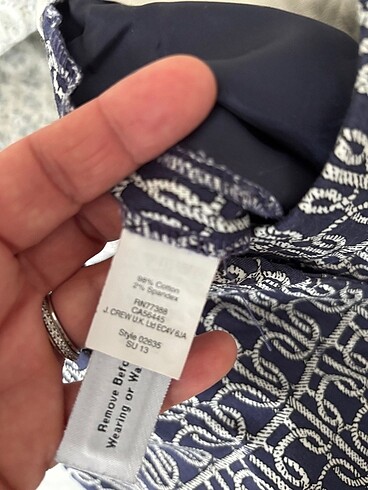 98% Cotton
2% Spandex
RN77388
CA56445
J. CREW U.K. Ltd EC4V 6JA
Style 02635
SU 13
Remove Before
Wearing or Wa